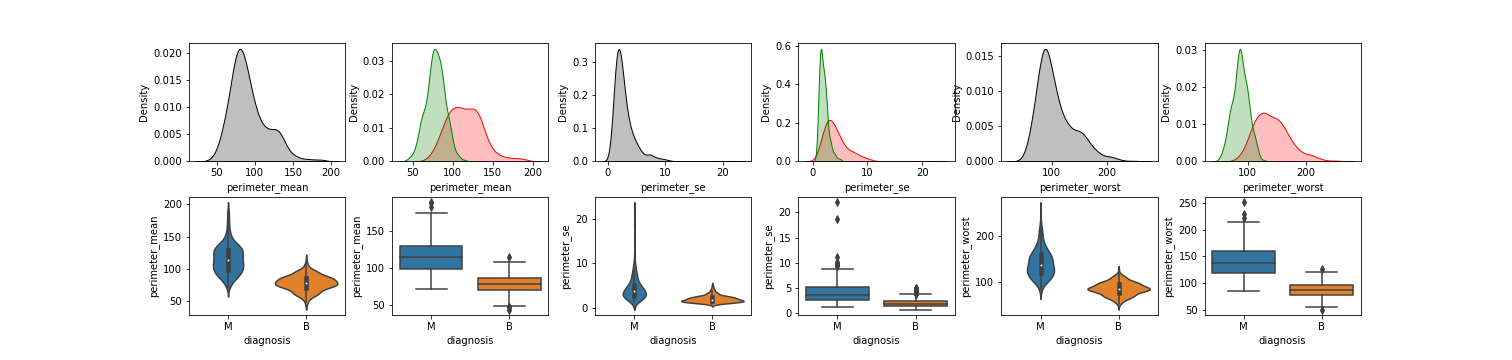 Density
0.020
0.015
0.010
0.005
0.000
50 100 150 200
perimeter_mean
Density
0.03
0.02
0.01
0.00
50 100 150 200
perimeter_mean
Density
0.3
0.2
0.1
0.0
0 10 20
perimeter_se
Density
0.6
0.4
0.2
0.0
0 10 20
perimeter_se
Density
0.015
0.010
0.005
0.000
100 200
perimeter_worst
Density
0.03
0.02
0.01
0.00
100 200
perimeter_worst
perimeter_mean
200
150
100
50
M B
diagnosis
perimeter_mean
150
100
50
M B
diagnosis
perimeter_se
20
10
0
M B
diagnosis
perimeter_se
20
15
10
5
0
M B
diagnosis
perimeter_worst
200
100
M B
diagnosis
perimeter_worst
250
200
150
100
50
M B
diagnosis